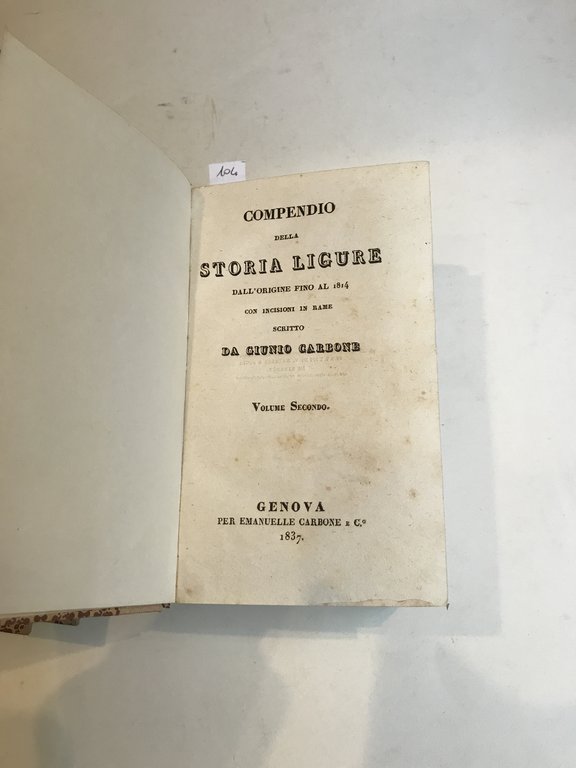 104
COMPENDIO
DELLA
STORIA LIGURE
DALL'ORIGINE FINO AL 1814
CON INCISIONI IN RAME
SCRITTO
DA GIUNIO CARBONE
VOLUME SECONDO.
GENOVA
PER EMANUELLE CARBONE E C.º
1837.